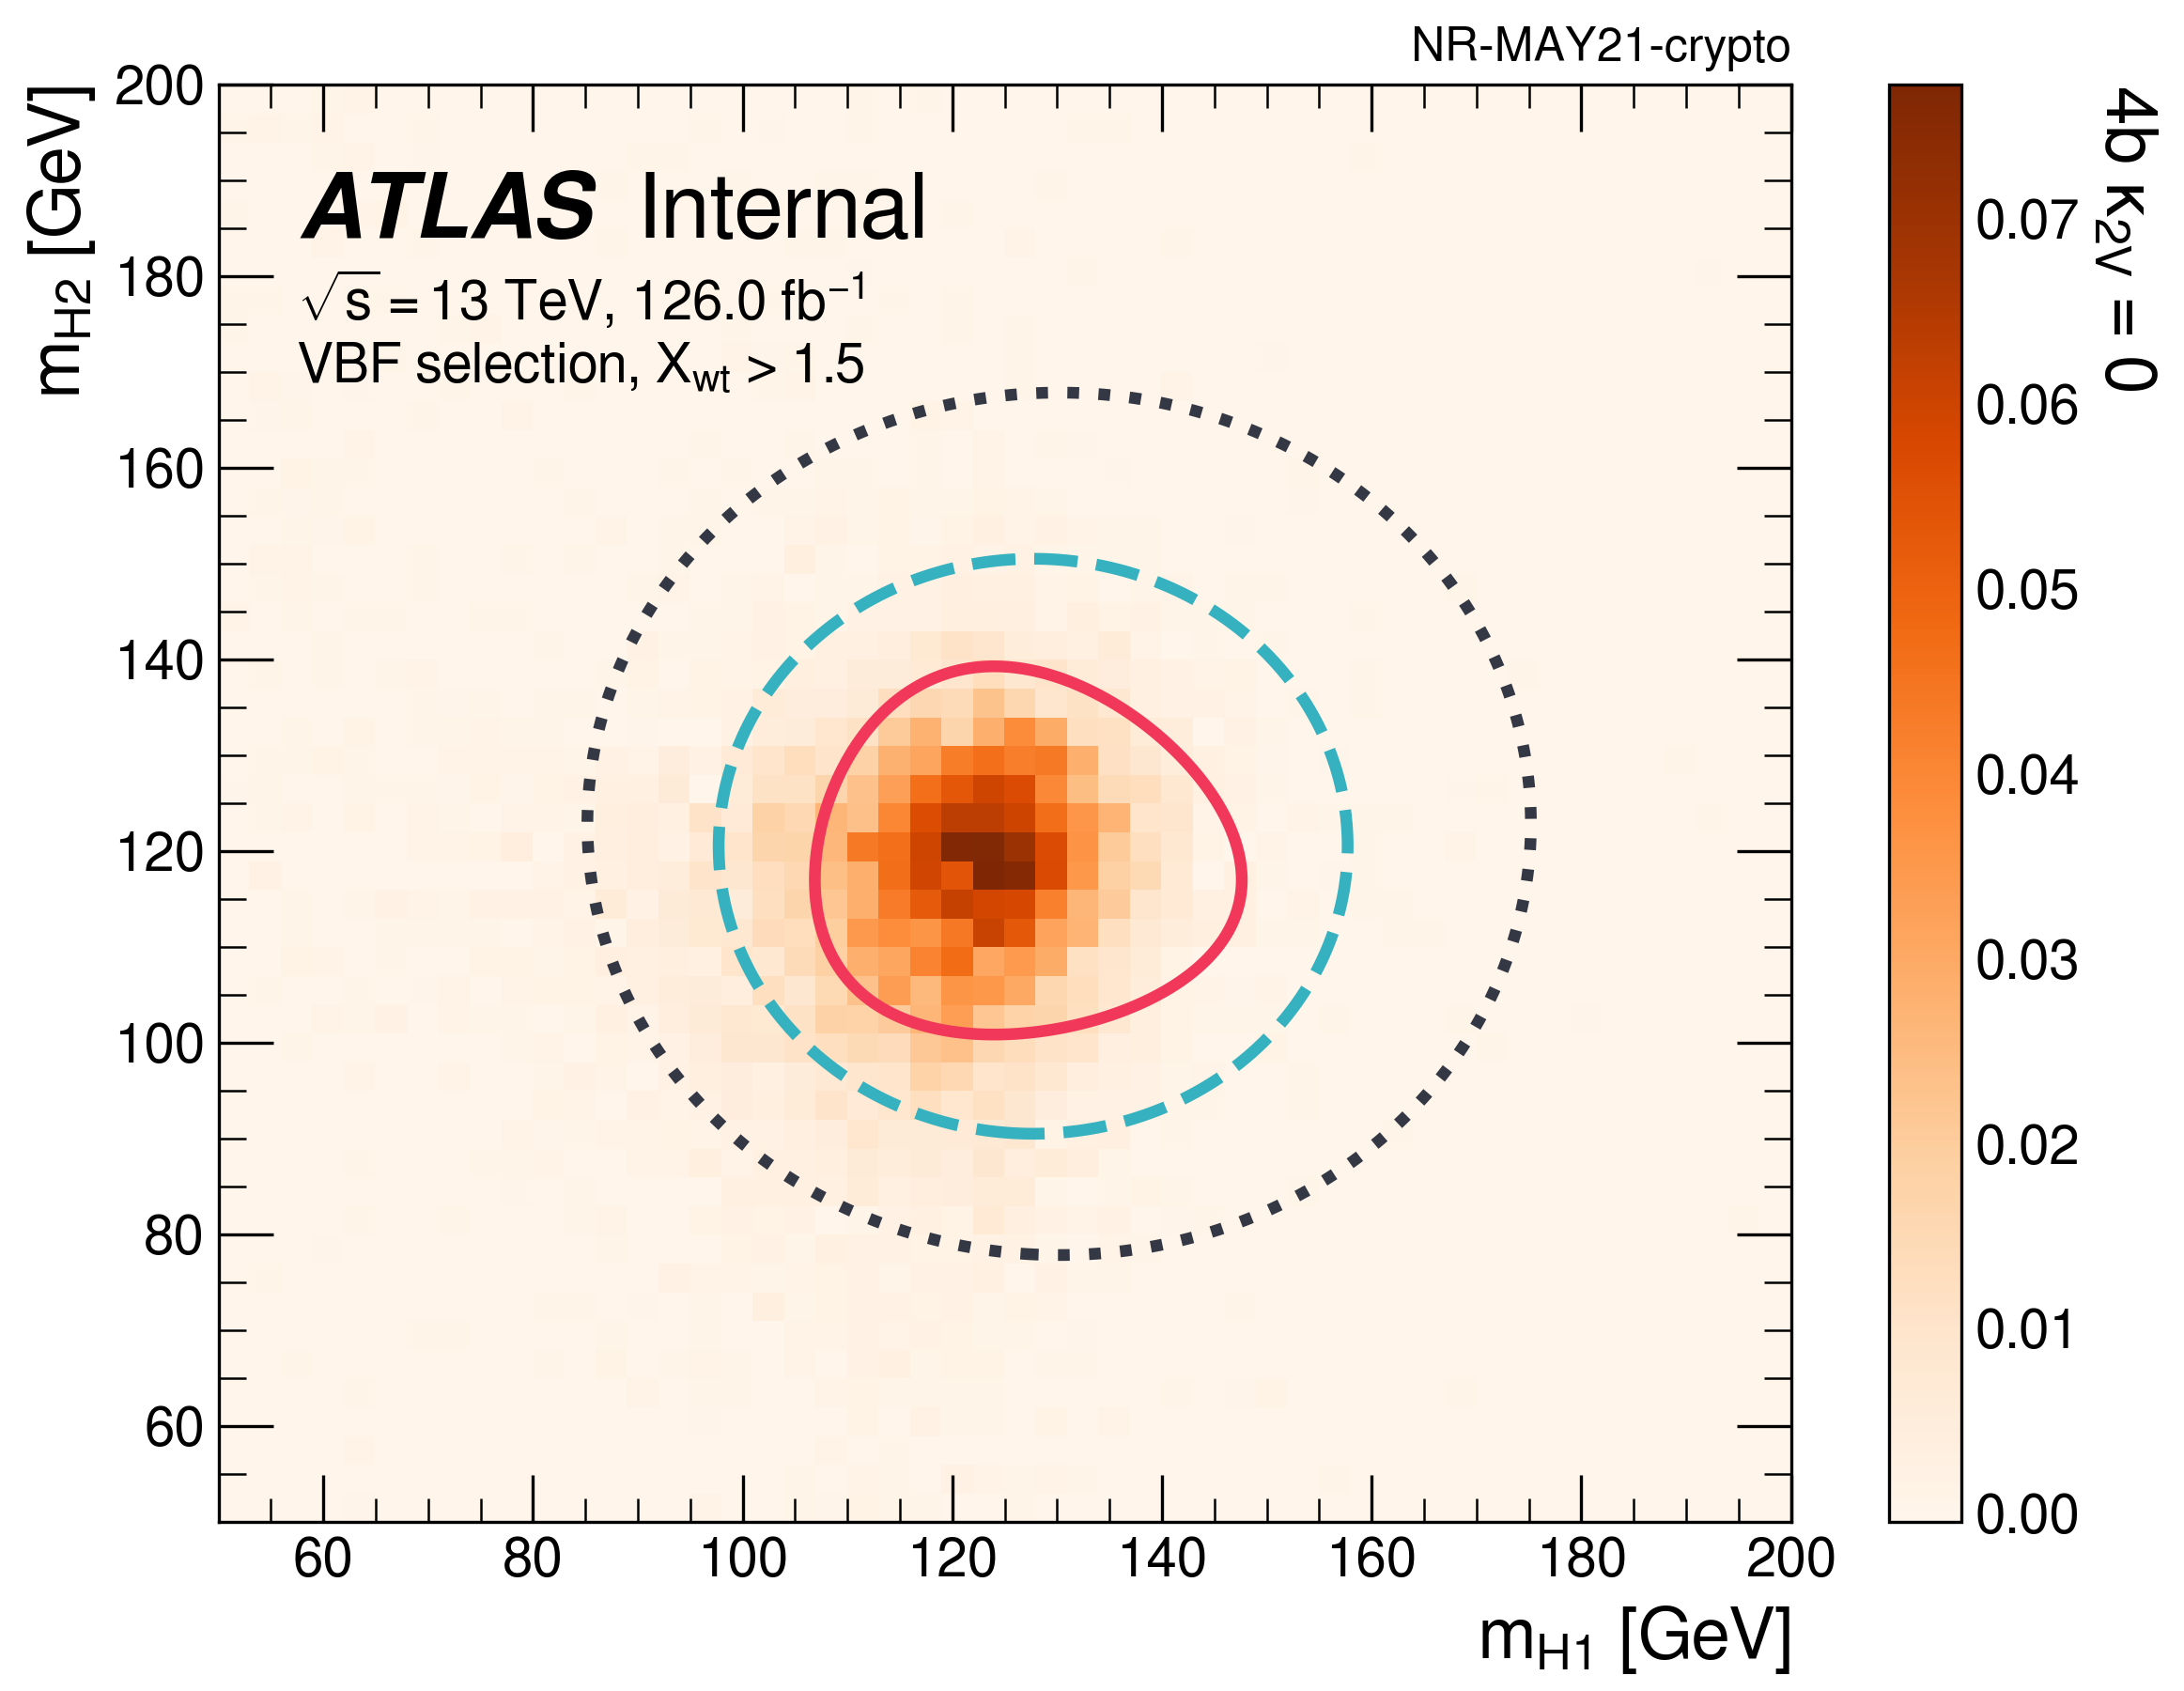 NR-MAY21-crypto
ATLAS Internal
√s = 13 TeV, 126.0 fb⁻¹
VBF selection, X_wt > 1.5
m_H2 [GeV]
200
180
160
140
120
100
80
60
60 80 100 120 140 160 180 200
m_H1 [GeV]
0.07
0.06
0.05
0.04
0.03
0.02
0.01
0.00
4b κ_2V = 0